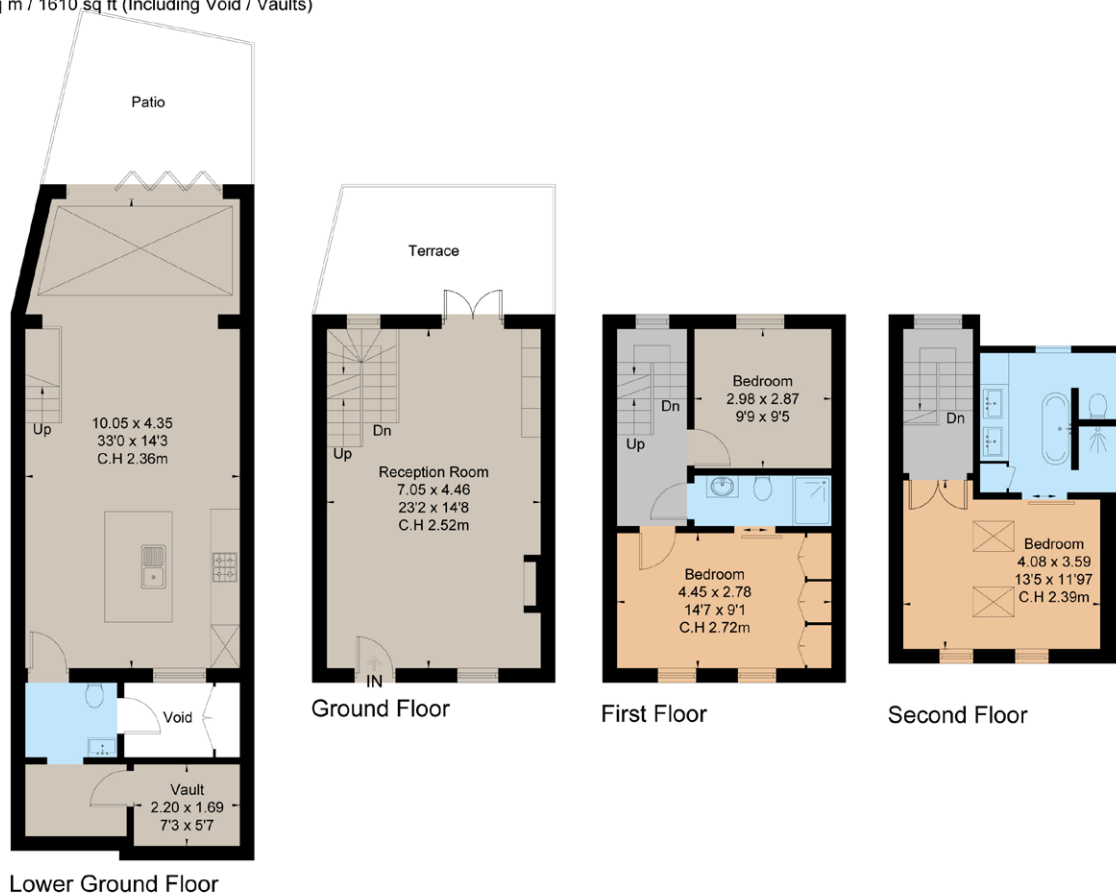 m / 1610 sq ft (Including Void / Vaults)
Patio
Up
10.05 x 4.35
33'0 x 14'3
C.H 2.36m
Void
Vault
2.20 x 1.69
7'3 x 5'7
Lower Ground Floor
Terrace
Up
Dn
Reception Room
7.05 x 4.46
23'2 x 14'8
C.H 2.52m
IN
Ground Floor
Bedroom
2.98 x 2.87
9'9 x 9'5
Dn
Up
Bedroom
4.45 x 2.78
14'7 x 9'1
C.H 2.72m
First Floor
Dn
Bedroom
4.08 x 3.59
13'5 x 11'97
C.H 2.39m
Second Floor